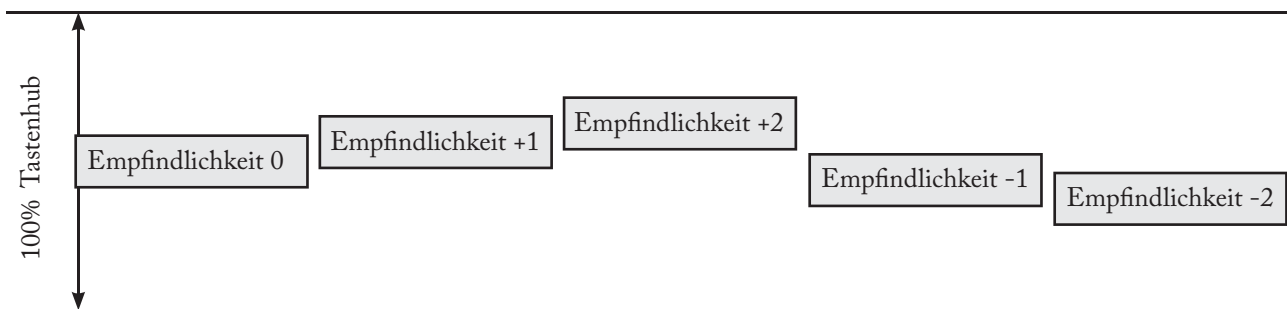 100% Tastenhub
Empfindlichkeit 0
Empfindlichkeit +1
Empfindlichkeit +2
Empfindlichkeit -1
Empfindlichkeit -2